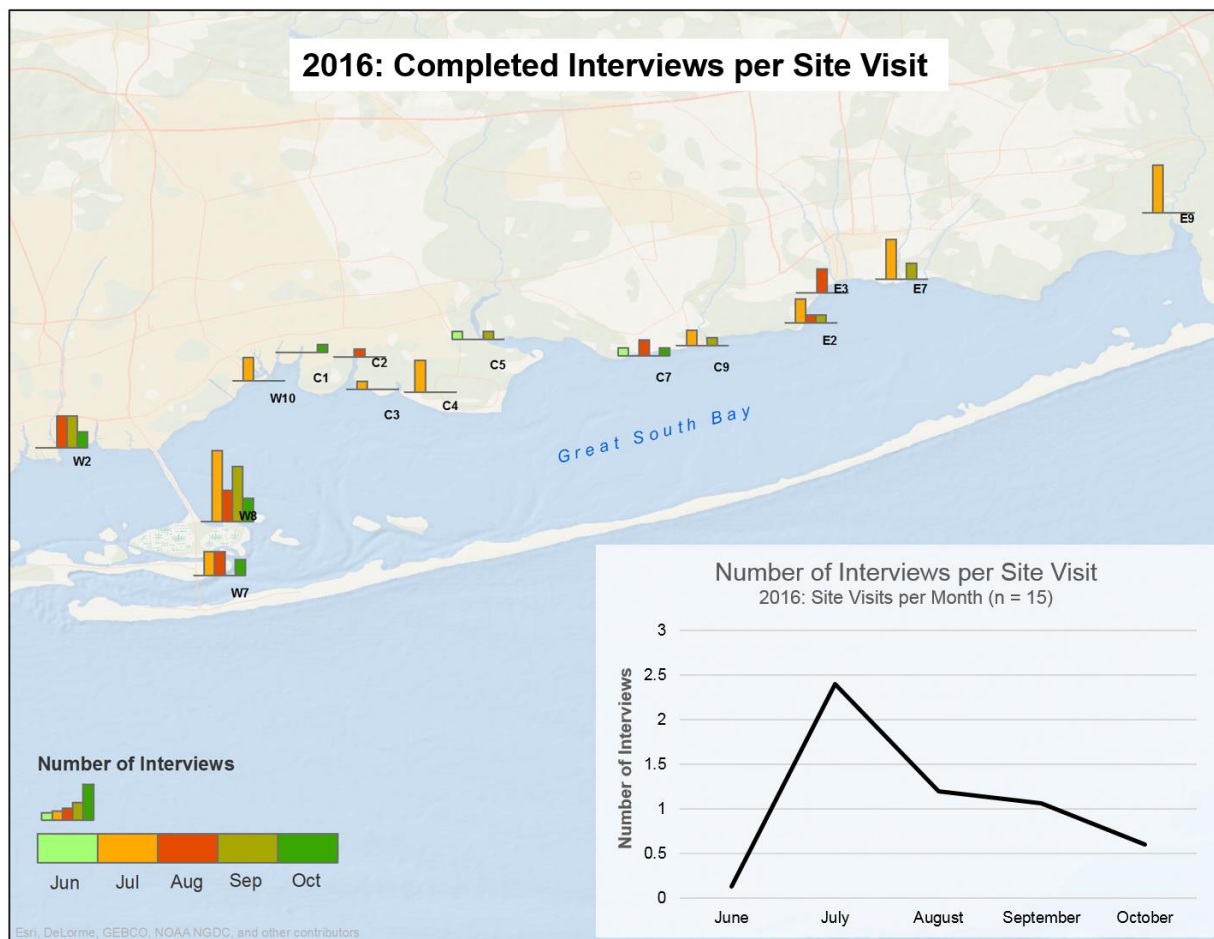 2016: Completed Interviews per Site Visit
E9
E3
E7
E2
C5
C2
C1
C7
C9
W10
C3
C4
Great South Bay
W2
W8
W7
Number of Interviews per Site Visit
2016: Site Visits per Month (n = 15)
Number of Interviews
3
2.5
2
1.5
1
0.5
0
June July August September October
Number of Interviews
Jun Jul Aug Sep Oct
Esri, DeLorme, GEBCO, NOAA NGDC, and other contributors